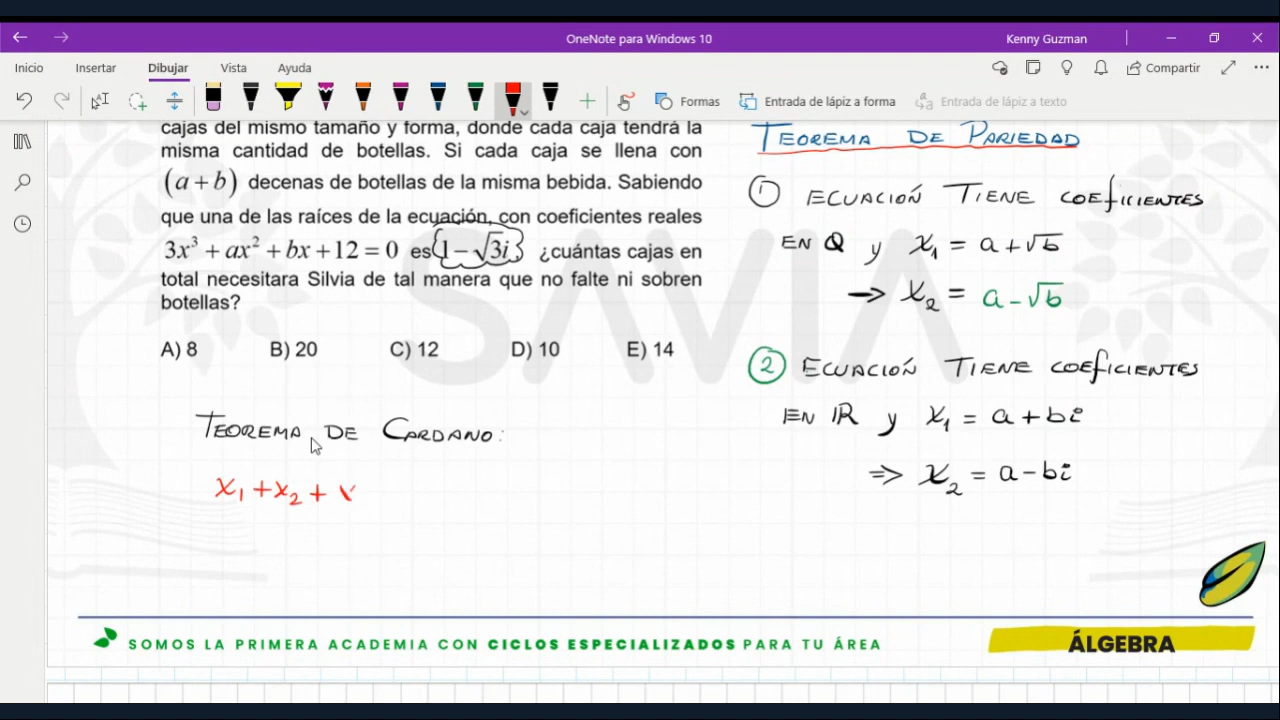 OneNote para Windows 10
Kenny Guzman
Inicio
Insertar
Dibujar
Vista
Ayuda
Compartir
Formas
Entrada de lápiz a forma
Entrada de lápiz a texto
cajas del mismo tamaño y forma, donde cada caja tendrá la
misma cantidad de botellas. Si cada caja se llena con
(a+b) decenas de botellas de la misma bebida. Sabiendo
que una de las raíces de la ecuación, con coeficientes reales
3x³ + ax² + bx + 12 = 0 es 1 − √3i, ¿cuántas cajas en
total necesitara Silvia de tal manera que no falte ni sobren
botellas?
A) 8 B) 20 C) 12 D) 10 E) 14
TEOREMA DE CARDANO:
x₁ + x₂ +
TEOREMA DE PARIEDAD
① ECUACIÓN TIENE COEFICIENTES
EN Q y x₁ = a + √b
→ x₂ = a − √b
② ECUACIÓN TIENE COEFICIENTES
EN IR y x₁ = a + bi
⇒ x₂ = a − bi
SAVIA
SOMOS LA PRIMERA ACADEMIA CON CICLOS ESPECIALIZADOS PARA TU ÁREA
ÁLGEBRA